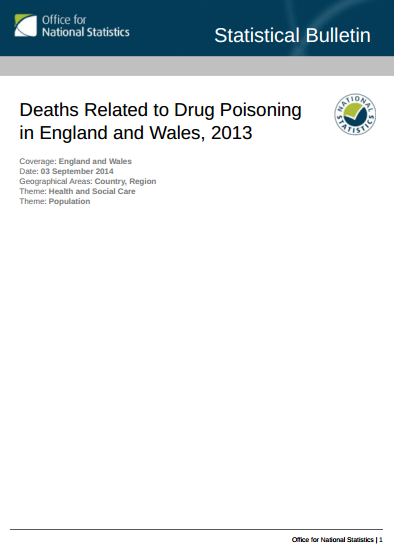 Office for
National Statistics
Statistical Bulletin
Deaths Related to Drug Poisoning
in England and Wales, 2013
NATIONAL
STATISTICS
Coverage: England and Wales
Date: 03 September 2014
Geographical Areas: Country, Region
Theme: Health and Social Care
Theme: Population
Office for National Statistics | 1